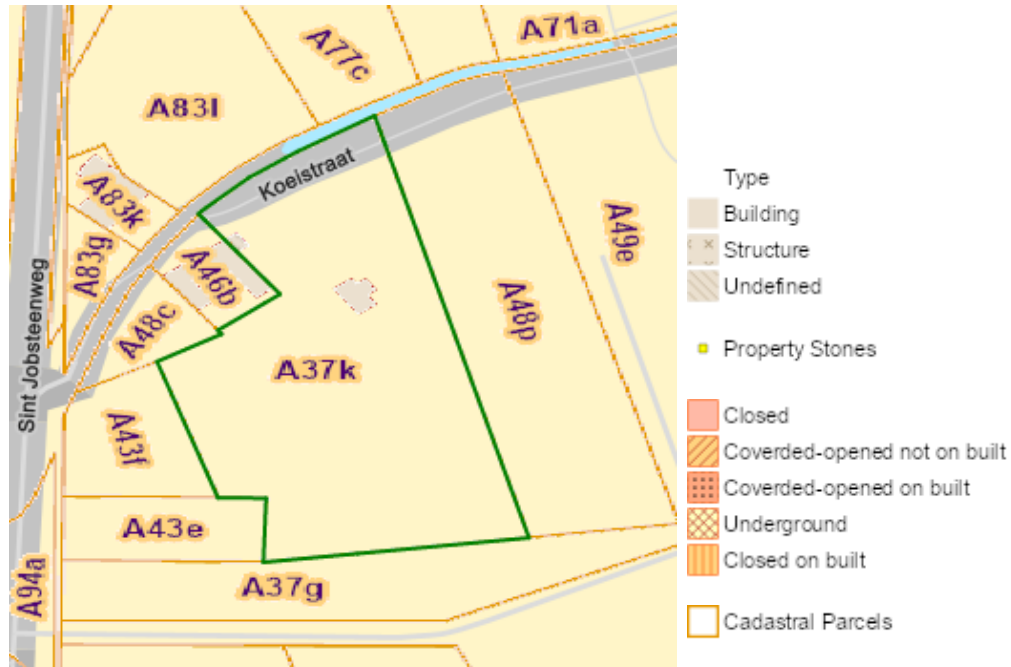 A71a
A77c
A83l
Koeistraat
A83k
A83g
A46b
A49e
A48c
A48p
Sint Jobsteenweg
A37k
A43f
A43e
A37g
A94a
Type
Building
Structure
Undefined
Property Stones
Closed
Coverded-opened not on built
Coverded-opened on built
Underground
Closed on built
Cadastral Parcels